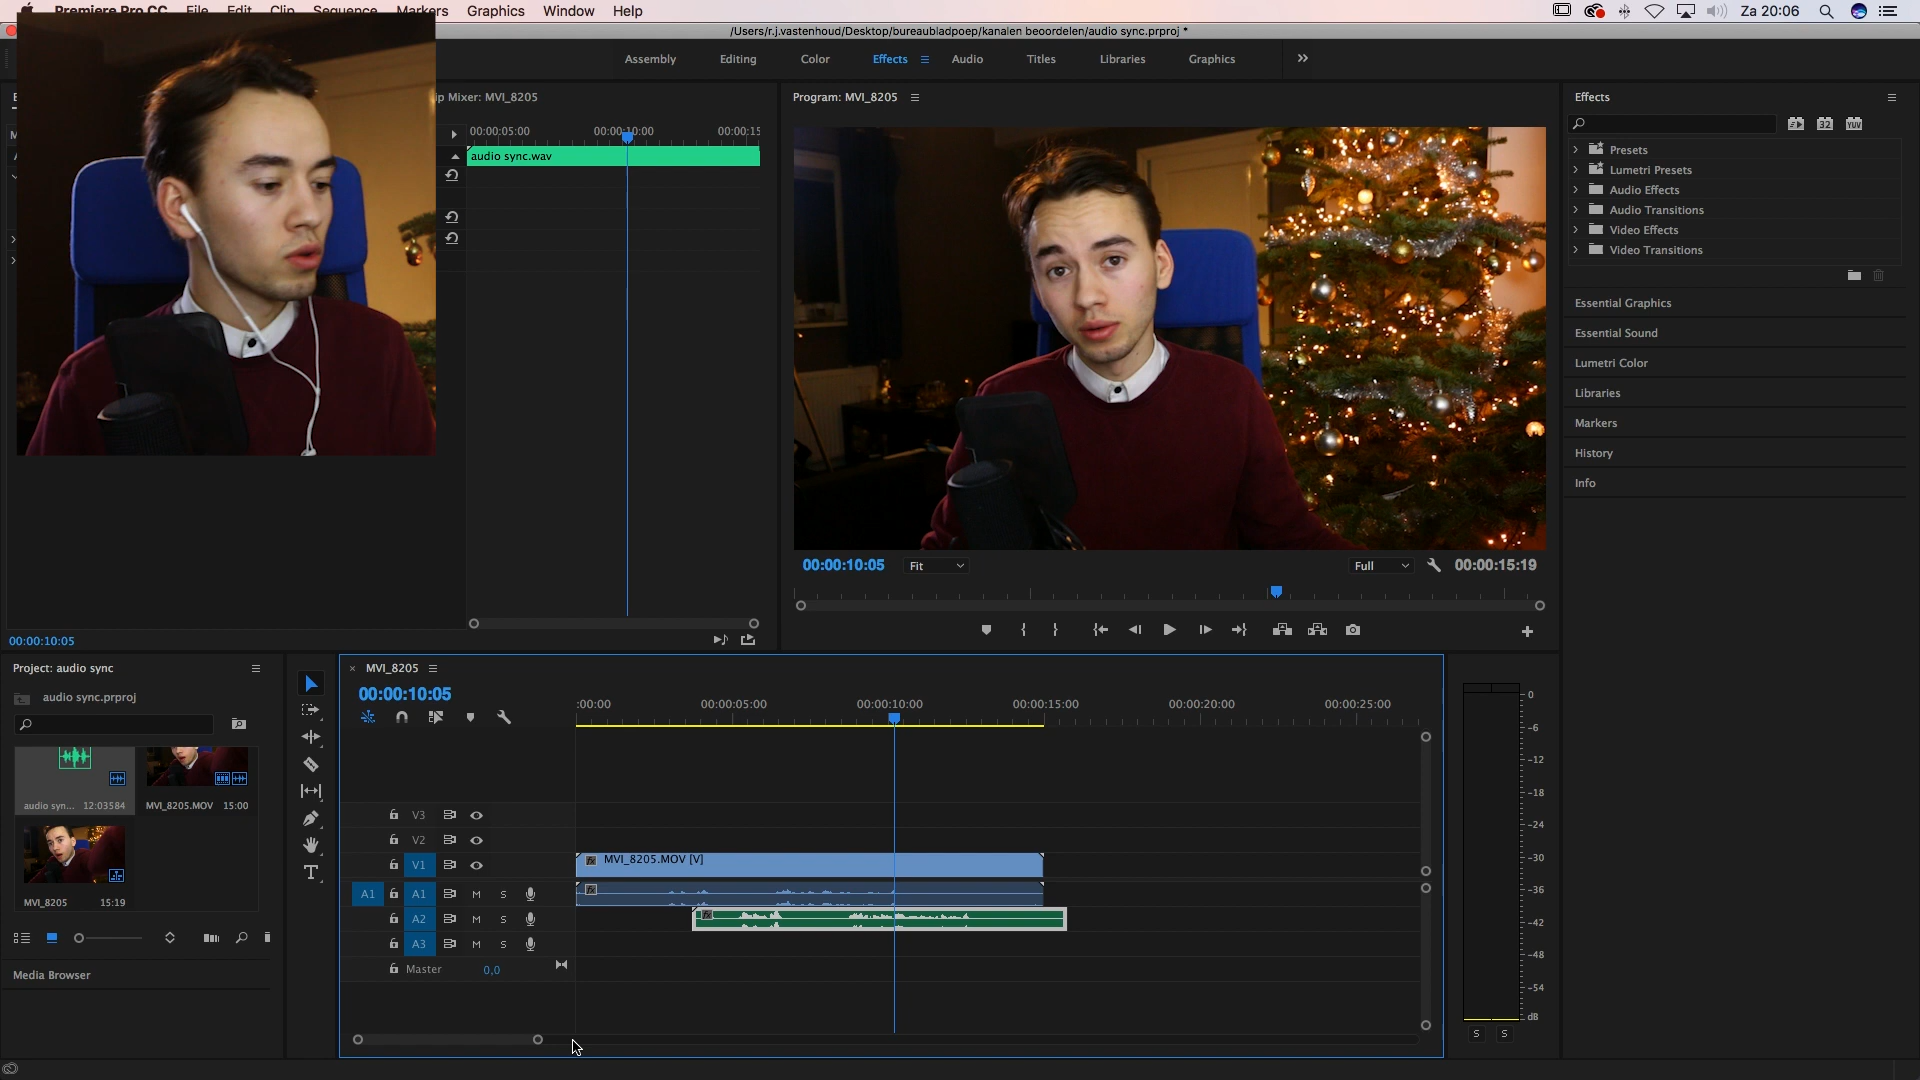 Premiere Pro CC File Edit Clip Sequence Markers Graphics Window Help
Za 20:06
/Users/r.j.vastenhoud/Desktop/bureaubladpoep/kanalen beoordelen/audio sync.prproj *
Assembly Editing Color Effects Audio Titles Libraries Graphics
ip Mixer: MVI_8205
Program: MVI_8205
Effects
00:00:05:00 00:00:10:00 00:00:15
audio sync.wav
32
YUV
Presets
Lumetri Presets
Audio Effects
Audio Transitions
Video Effects
Video Transitions
Essential Graphics
Essential Sound
Lumetri Color
Libraries
Markers
History
Info
00:00:10:05 Fit Full 00:00:15:19
00:00:10:05
Project: audio sync
audio sync.prproj
audio syn... 12:03584
MVI_8205.MOV 15:00
MVI_8205 15:19
Media Browser
MVI_8205
00:00:10:05
:00:00 00:00:05:00 00:00:10:00 00:00:15:00 00:00:20:00 00:00:25:00
V3
V2
V1 fx MVI_8205.MOV [V]
A1 A1 M S fx
A2 M S fx
A3 M S
Master 0,0
0
-6
-12
-18
-24
-30
-36
-42
-48
-54
dB
S S